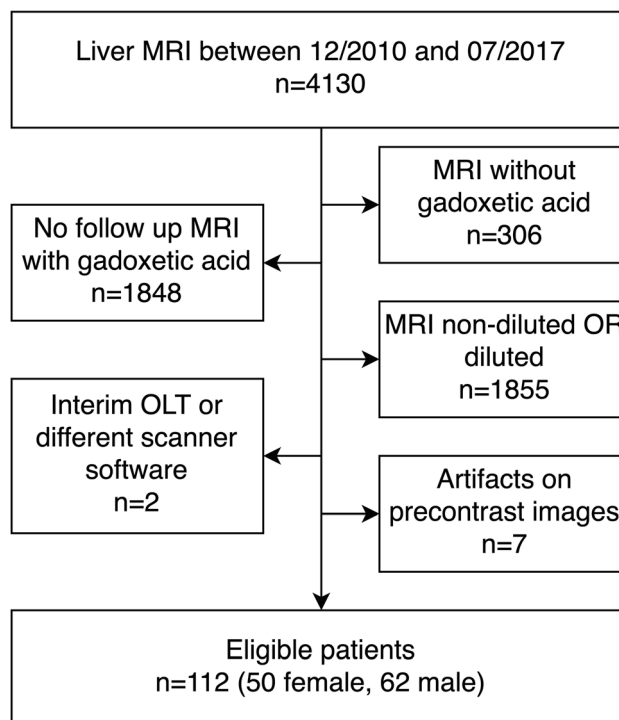 Liver MRI between 12/2010 and 07/2017
n=4130
MRI without
gadoxetic acid
n=306
No follow up MRI
with gadoxetic acid
n=1848
MRI non-diluted OR
diluted
n=1855
Interim OLT or
different scanner
software
n=2
Artifacts on
precontrast images
n=7
Eligible patients
n=112 (50 female, 62 male)